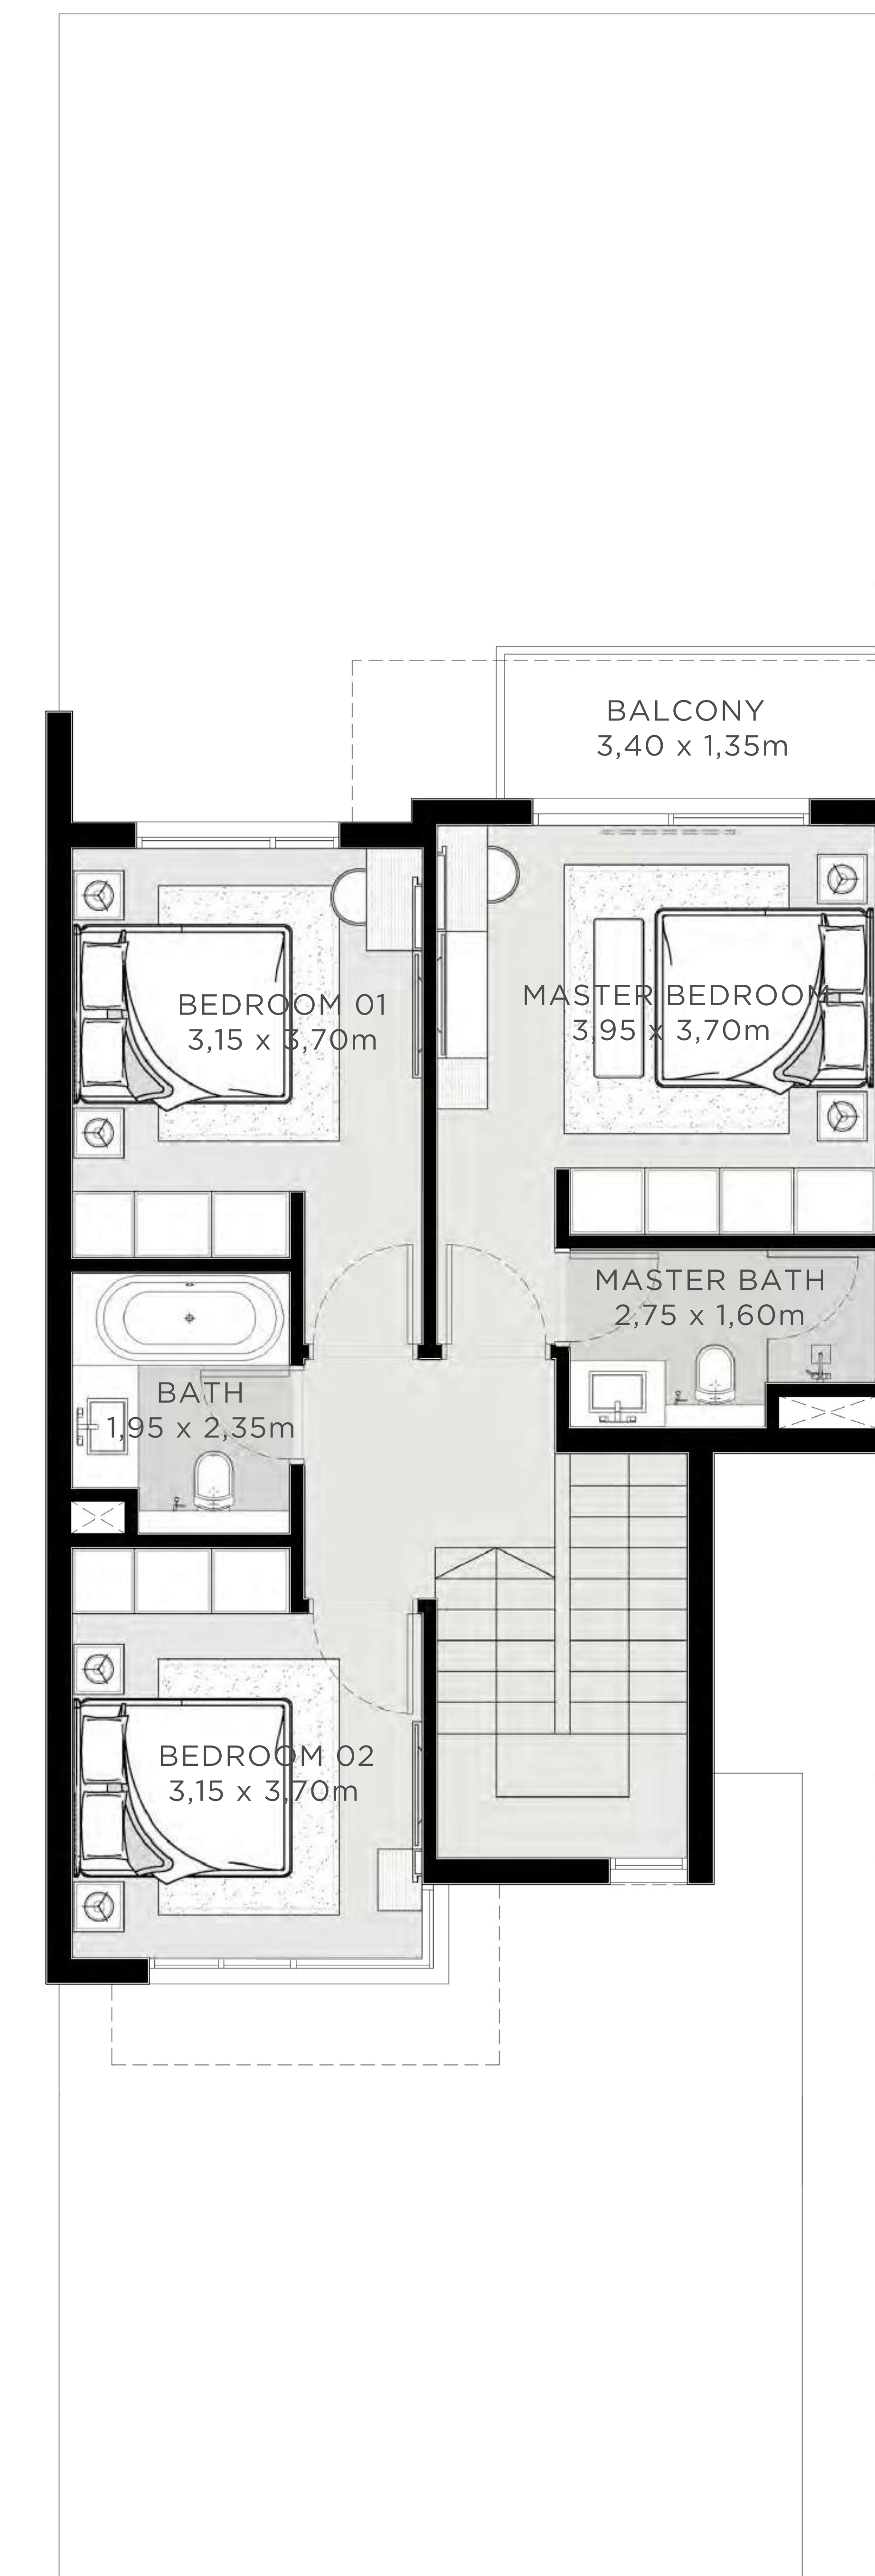 BALCONY
3,40 x 1,35m
BEDROOM 01
3,15 x 3,70m
MASTER BEDROOM
3,95 x 3,70m
MASTER BATH
2,75 x 1,60m
BATH
1,95 x 2,35m
BEDROOM 02
3,15 x 3,70m